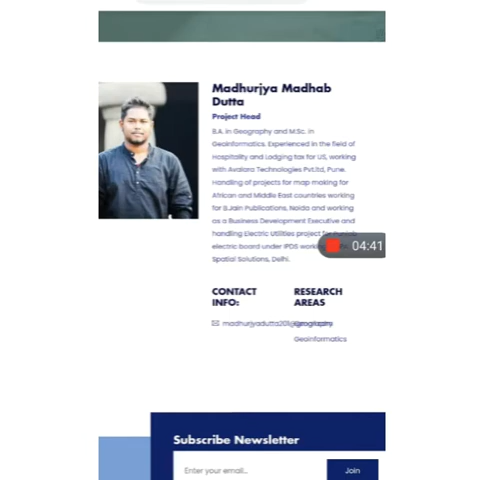 Madhurjya Madhab
Dutta
Project Head
B.A. in Geography and M.Sc. in
Geoinformatics. Experienced in the field of
Hospitality and Lodging tax for US, working
with Avalara Technologies Pvt.ltd, Pune.
Handling of projects for map making for
African and Middle East countries working
for B.Jain Publications, Noida and working
as a Business Development Executive and
handling Electric Utilities project for Punjab
electric board under IPDS
04:41
Spatial Solutions, Delhi.
CONTACT
INFO:
RESEARCH
AREAS
Geography
Geoinformatics
Subscribe Newsletter
Enter your email...
Join